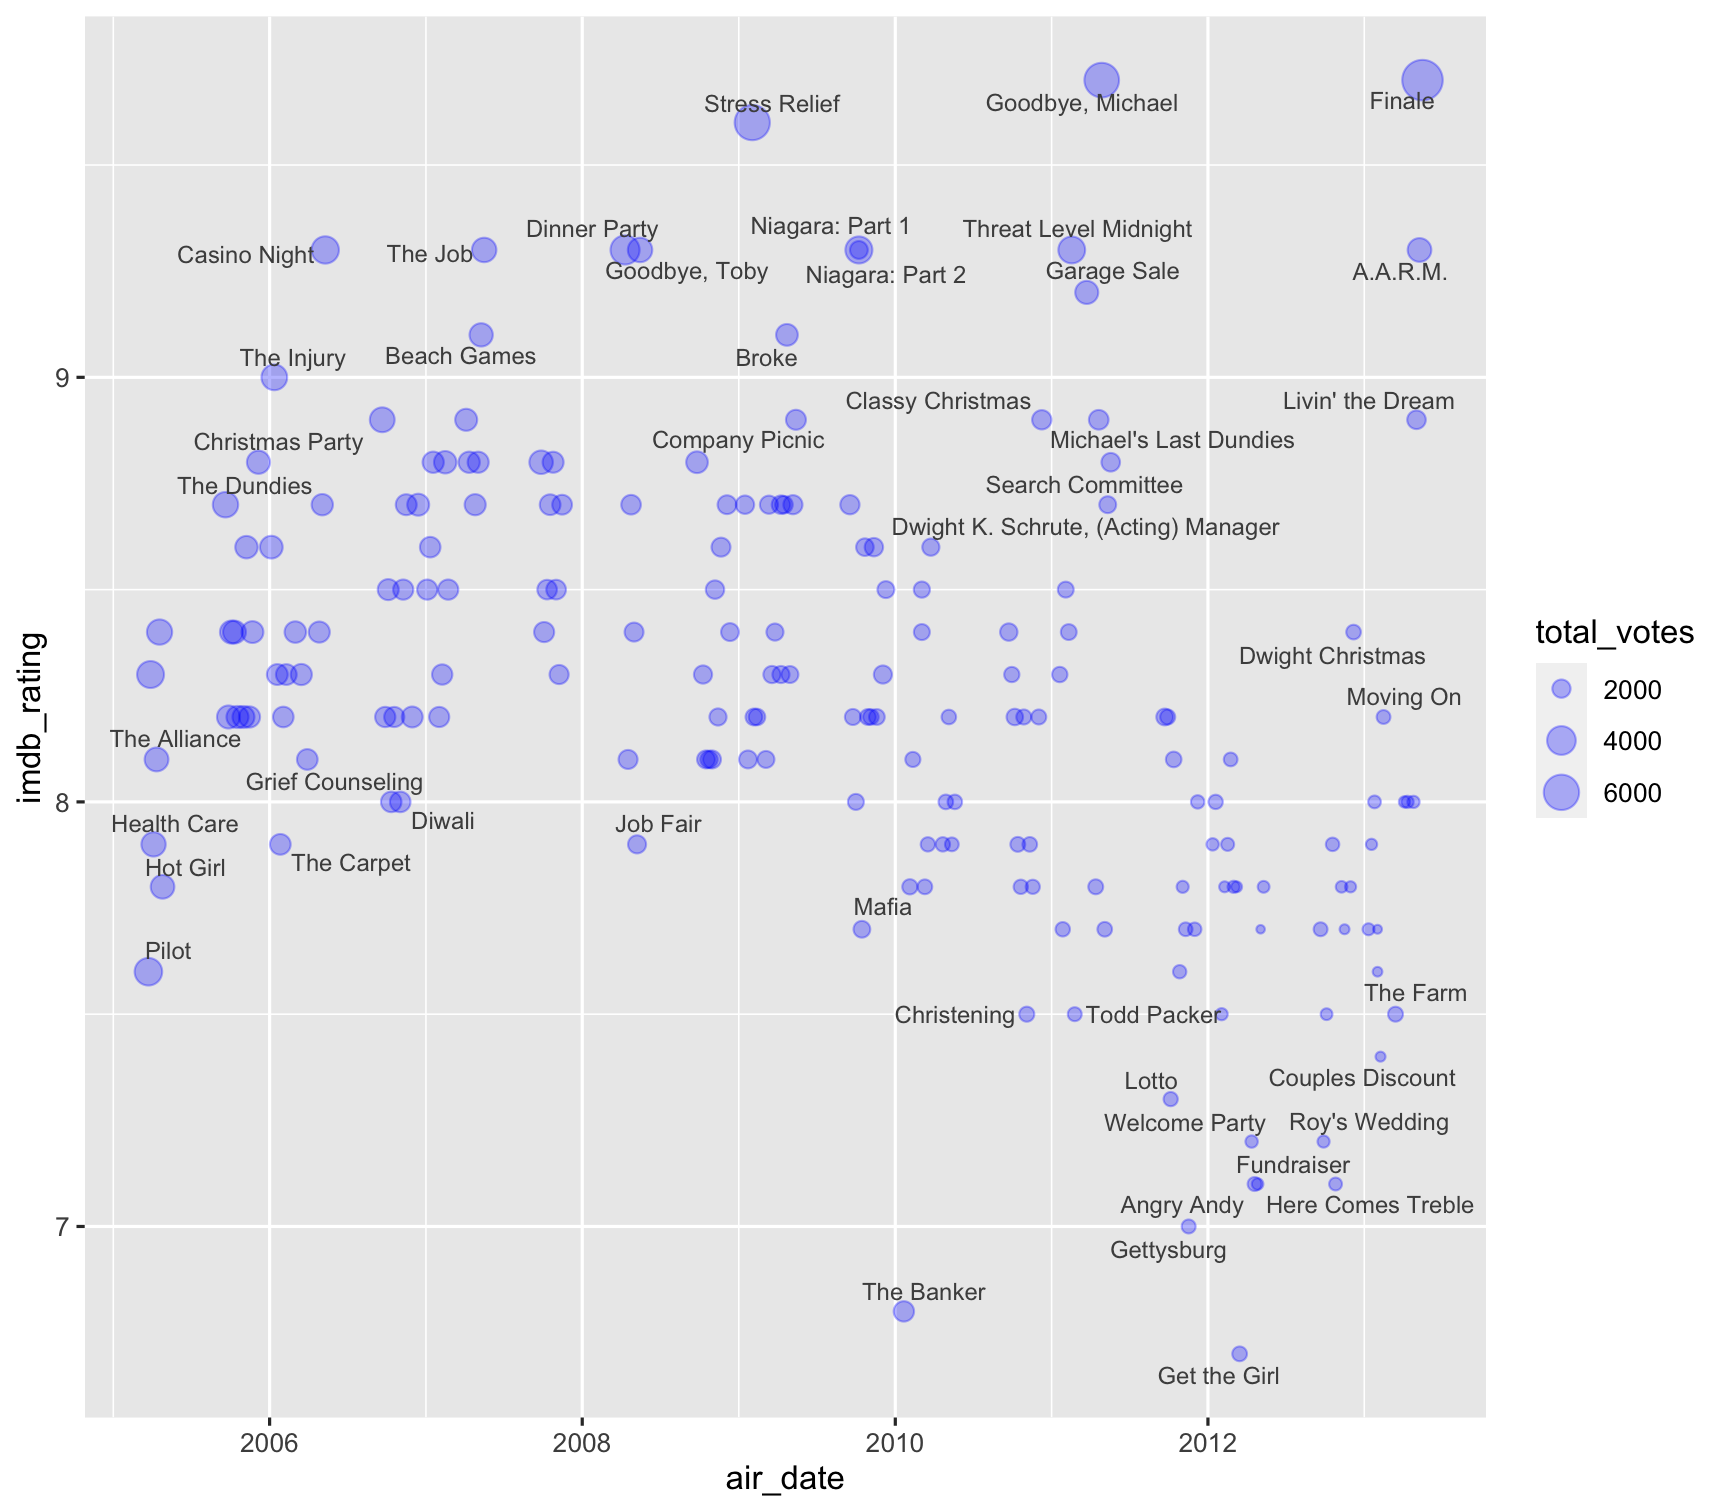 Stress Relief
Goodbye, Michael
Finale
Casino Night
The Job
Dinner Party
Goodbye, Toby
Niagara: Part 1
Niagara: Part 2
Threat Level Midnight
Garage Sale
A.A.R.M.
The Injury
Beach Games
Broke
9
Christmas Party
Company Picnic
Classy Christmas
Michael's Last Dundies
Livin' the Dream
The Dundies
Search Committee
Dwight K. Schrute, (Acting) Manager
Dwight Christmas
Moving On
The Alliance
Grief Counseling
8
Diwali
Health Care
The Carpet
Job Fair
Hot Girl
Mafia
Pilot
The Farm
Christening
Todd Packer
Couples Discount
Lotto
Welcome Party
Roy's Wedding
Fundraiser
Angry Andy
Here Comes Treble
7
Gettysburg
The Banker
Get the Girl
2006
2008
2010
2012
air_date
imdb_rating
total_votes
2000
4000
6000